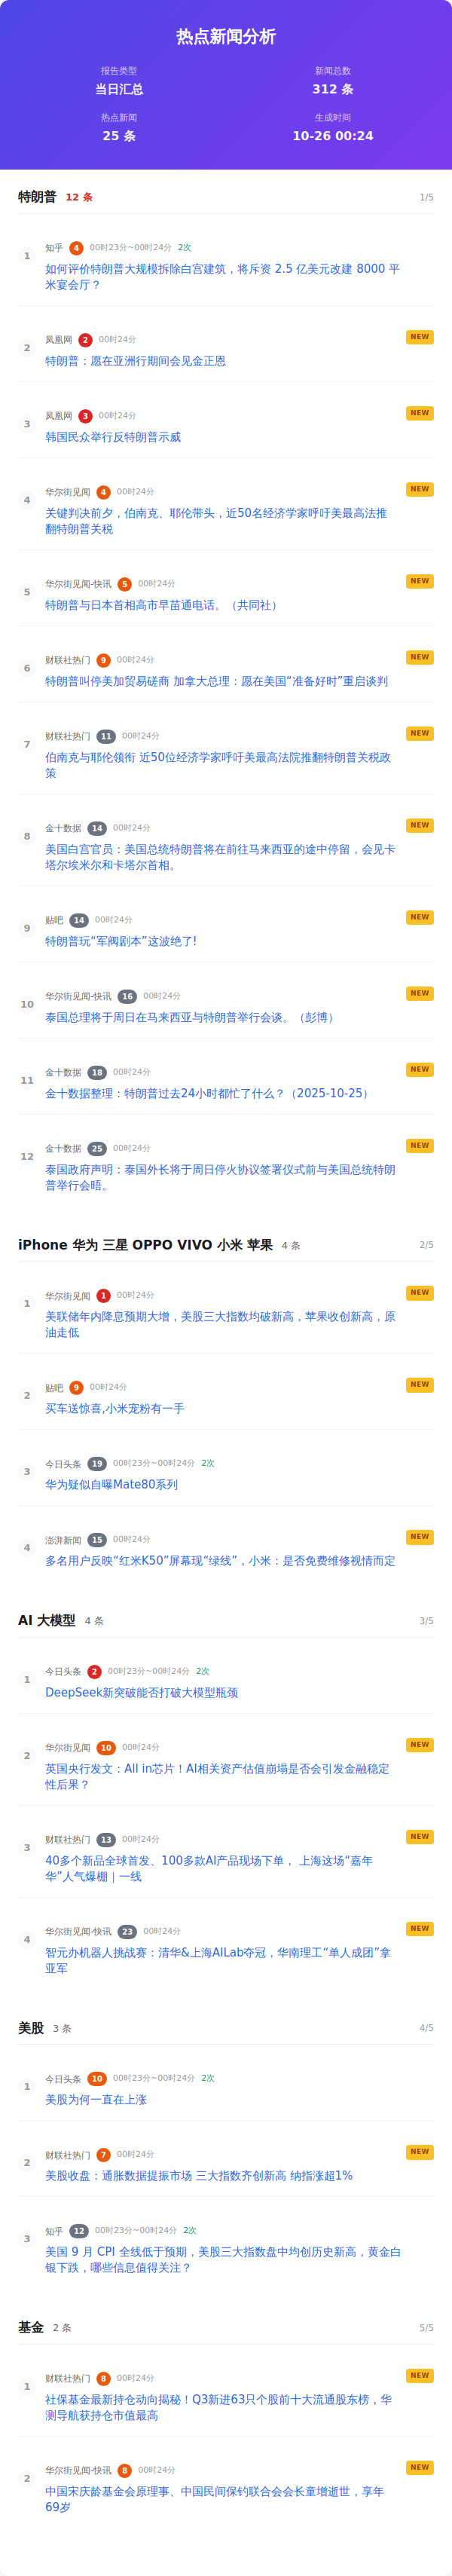 热点新闻分析
报告类型
新闻总数
当日汇总
312 条
热点新闻
生成时间
25 条
10-26 00:24
特朗普 12 条 1/5
1
知乎 4 00时23分~00时24分 2次
如何评价特朗普大规模拆除白宫建筑，将斥资 2.5 亿美元改建 8000 平
米宴会厅？
2
凤凰网 2 00时24分 NEW
特朗普：愿在亚洲行期间会见金正恩
3
凤凰网 3 00时24分 NEW
韩国民众举行反特朗普示威
4
华尔街见闻 4 00时24分 NEW
关键判决前夕，伯南克、耶伦带头，近50名经济学家呼吁美最高法推
翻特朗普关税
5
华尔街见闻-快讯 5 00时24分 NEW
特朗普与日本首相高市早苗通电话。（共同社）
6
财联社热门 9 00时24分 NEW
特朗普叫停美加贸易磋商 加拿大总理：愿在美国“准备好时”重启谈判
7
财联社热门 11 00时24分 NEW
伯南克与耶伦领衔 近50位经济学家呼吁美最高法院推翻特朗普关税政
策
8
金十数据 14 00时24分 NEW
美国白宫官员：美国总统特朗普将在前往马来西亚的途中停留，会见卡
塔尔埃米尔和卡塔尔首相。
9
贴吧 14 00时24分 NEW
特朗普玩“军阀剧本”这波绝了!
10
华尔街见闻-快讯 16 00时24分 NEW
泰国总理将于周日在马来西亚与特朗普举行会谈。（彭博）
11
金十数据 18 00时24分 NEW
金十数据整理：特朗普过去24小时都忙了什么？（2025-10-25）
12
金十数据 25 00时24分 NEW
泰国政府声明：泰国外长将于周日停火协议签署仪式前与美国总统特朗
普举行会晤。
iPhone 华为 三星 OPPO VIVO 小米 苹果 4 条 2/5
1
华尔街见闻 1 00时24分 NEW
美联储年内降息预期大增，美股三大指数均破新高，苹果收创新高，原
油走低
2
贴吧 9 00时24分 NEW
买车送惊喜,小米宠粉有一手
3
今日头条 19 00时23分~00时24分 2次
华为疑似自曝Mate80系列
4
澎湃新闻 15 00时24分 NEW
多名用户反映“红米K50”屏幕现“绿线”，小米：是否免费维修视情而定
AI 大模型 4 条 3/5
1
今日头条 2 00时23分~00时24分 2次
DeepSeek新突破能否打破大模型瓶颈
2
华尔街见闻 10 00时24分 NEW
英国央行发文：All in芯片！AI相关资产估值崩塌是否会引发金融稳定
性后果？
3
财联社热门 13 00时24分 NEW
40多个新品全球首发、100多款AI产品现场下单， 上海这场“嘉年
华”人气爆棚｜一线
4
华尔街见闻-快讯 23 00时24分 NEW
智元办机器人挑战赛：清华&上海AILab夺冠，华南理工“单人成团”拿
亚军
美股 3 条 4/5
1
今日头条 10 00时23分~00时24分 2次
美股为何一直在上涨
2
财联社热门 7 00时24分 NEW
美股收盘：通胀数据提振市场 三大指数齐创新高 纳指涨超1%
3
知乎 12 00时23分~00时24分 2次
美国 9 月 CPI 全线低于预期，美股三大指数盘中均创历史新高，黄金白
银下跌，哪些信息值得关注？
基金 2 条 5/5
1
财联社热门 8 00时24分 NEW
社保基金最新持仓动向揭秘！Q3新进63只个股前十大流通股东榜，华
测导航获持仓市值最高
2
华尔街见闻-快讯 8 00时24分 NEW
中国宋庆龄基金会原理事、中国民间保钓联合会会长童增逝世，享年
69岁